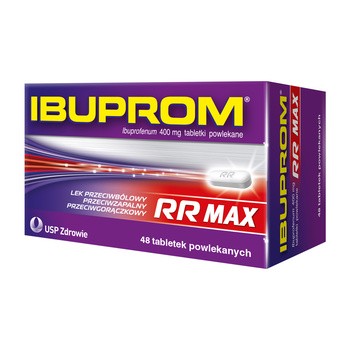 IBUPROM®
Ibuprofenum 400 mg tabletki powlekane
RR
LEK PRZECIWBÓLOWY
PRZECIWZAPALNY
PRZECIWGORĄCZKOWY
RR MAX
USP Zdrowie
48 tabletek powlekanych
IBUPROM
RR MAX
48 tabletek powlekanych